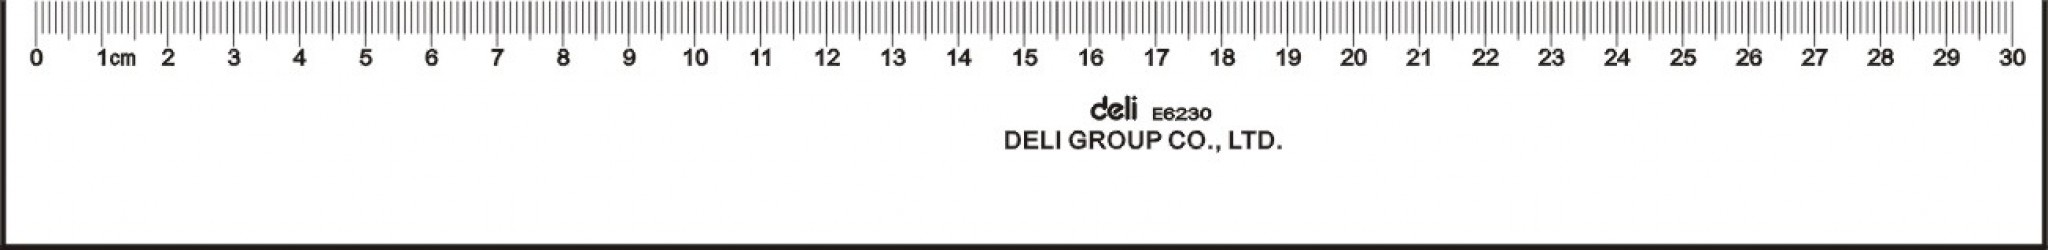 0 1cm 2 3 4 5 6 7 8 9 10 11 12 13 14 15 16 17 18 19 20 21 22 23 24 25 26 27 28 29 30
deli E6230
DELI GROUP CO., LTD.